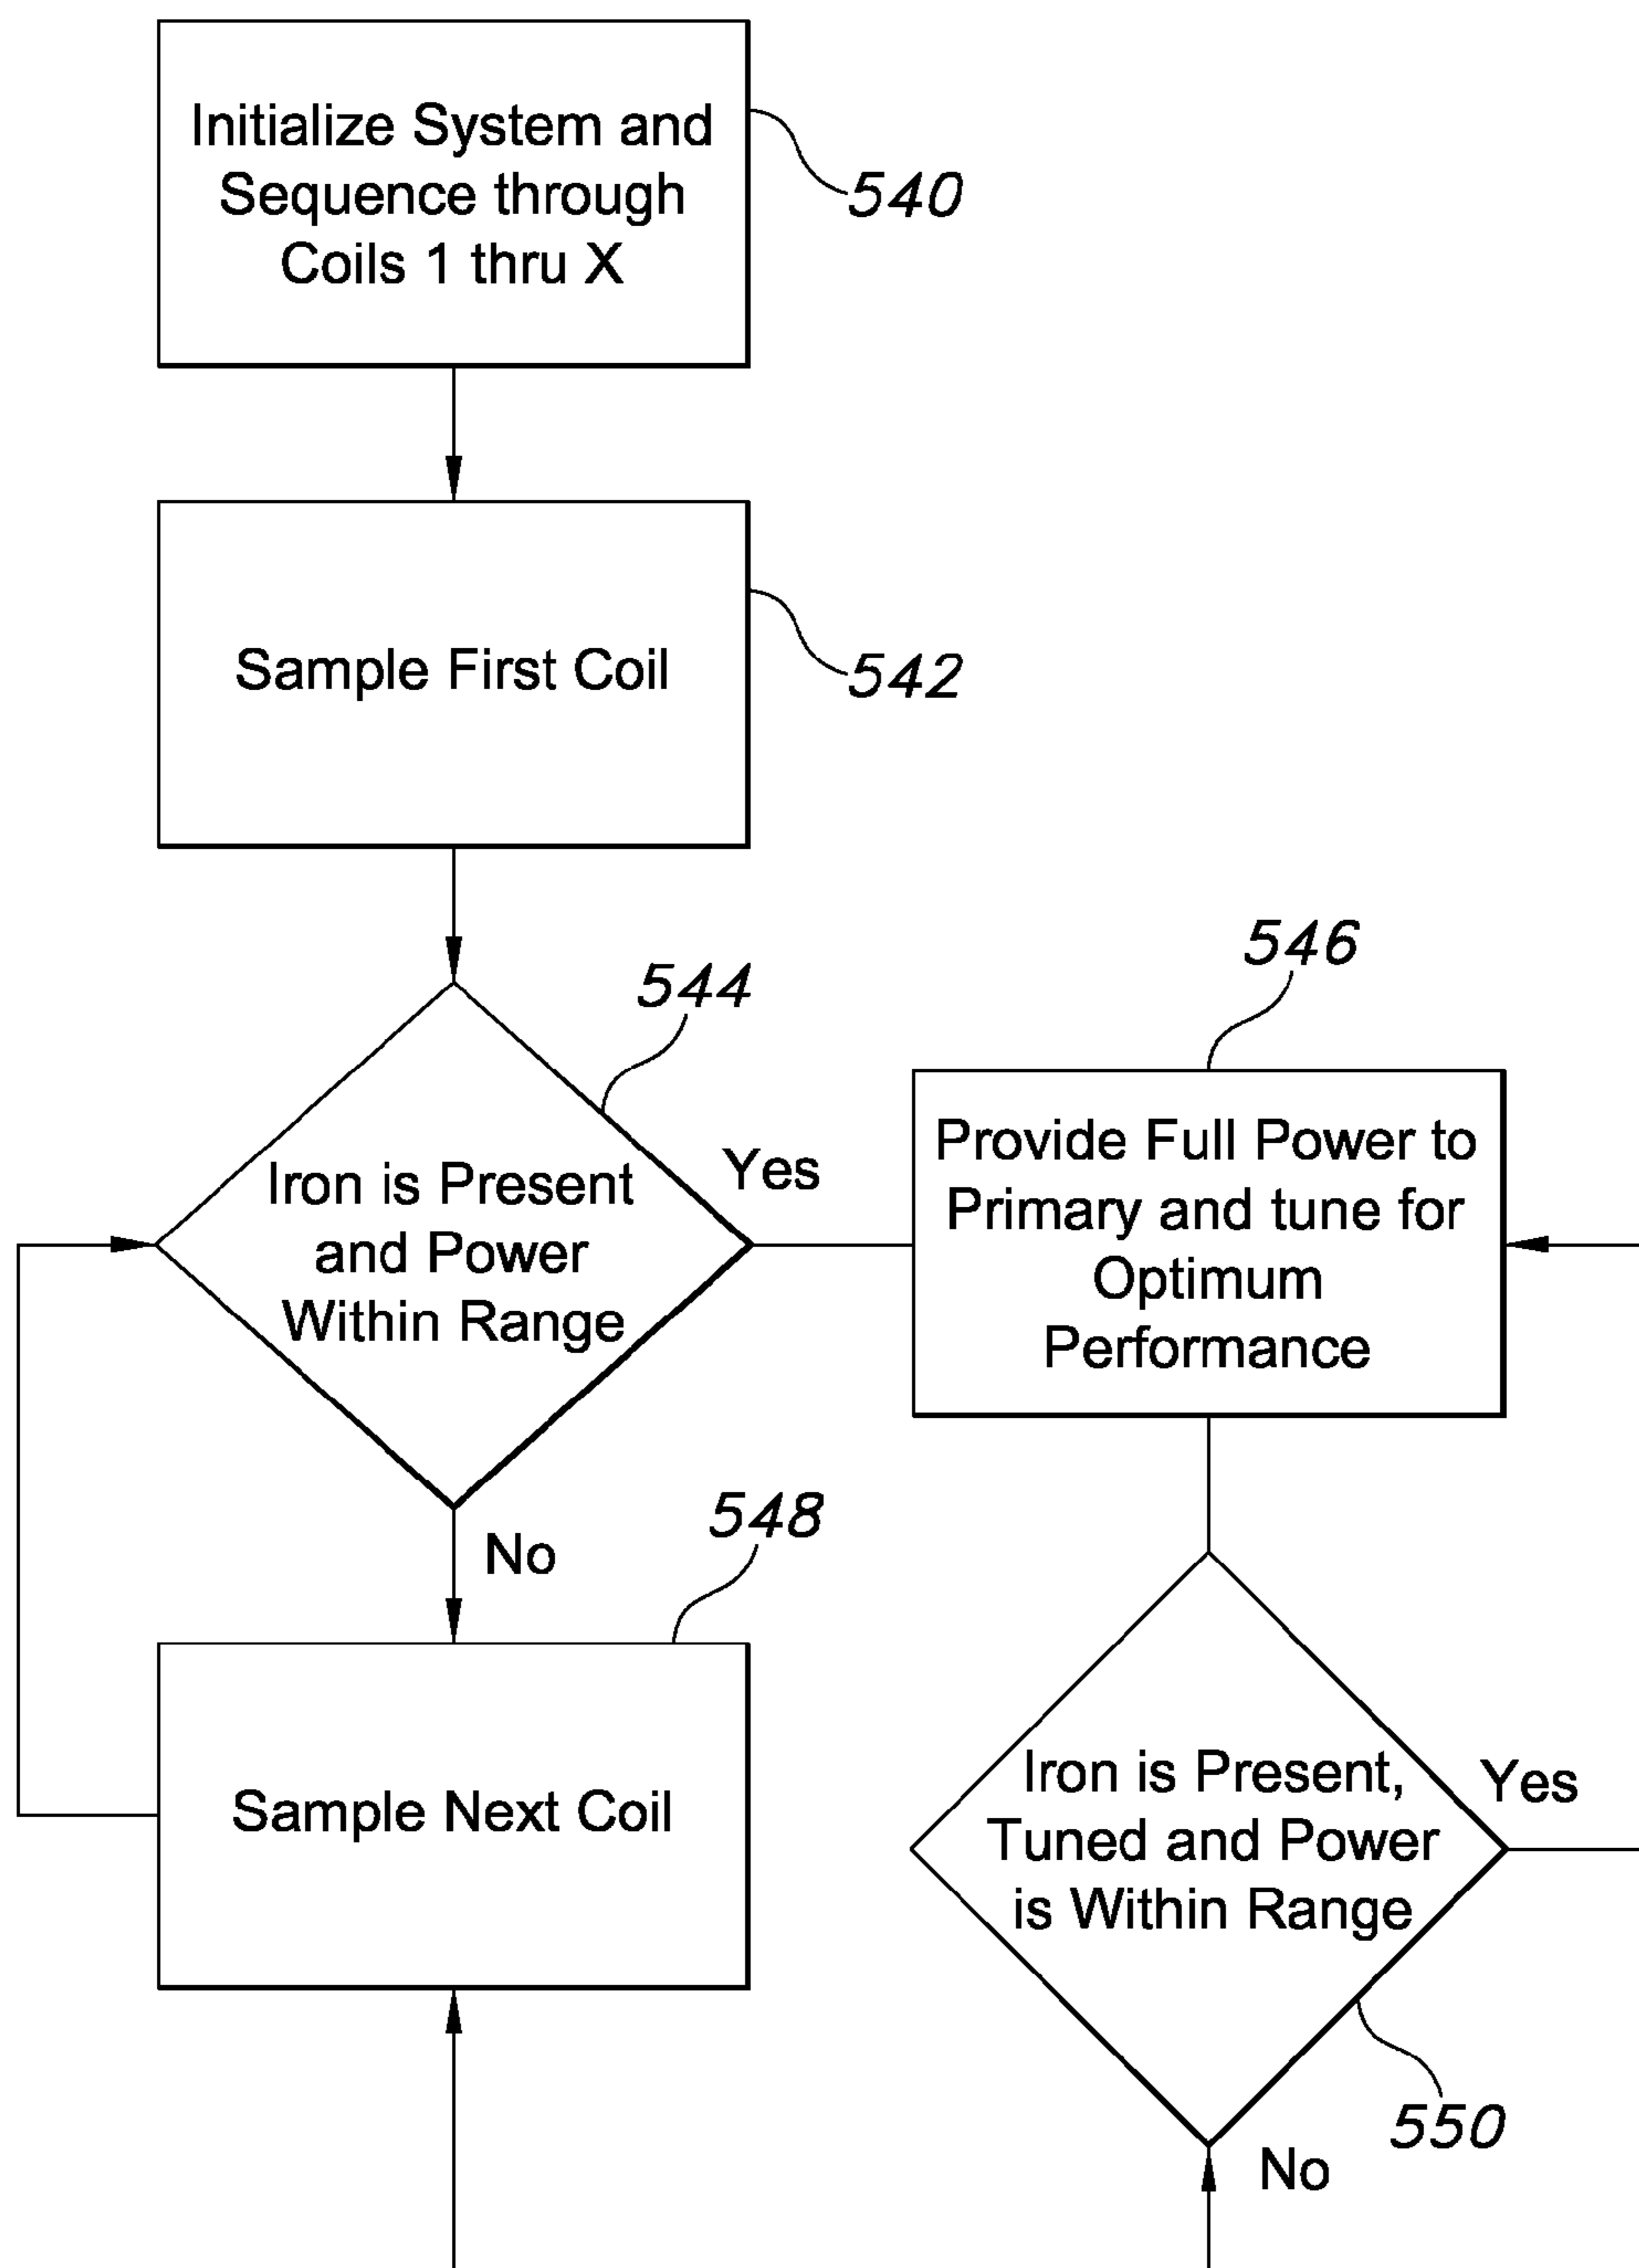 Initialize System and
Sequence through
Coils 1 thru X
540
Sample First Coil
542
544
Iron is Present
and Power
Within Range
Yes
No
546
Provide Full Power to
Primary and tune for
Optimum
Performance
548
Sample Next Coil
Iron is Present,
Tuned and Power
is Within Range
Yes
550
No